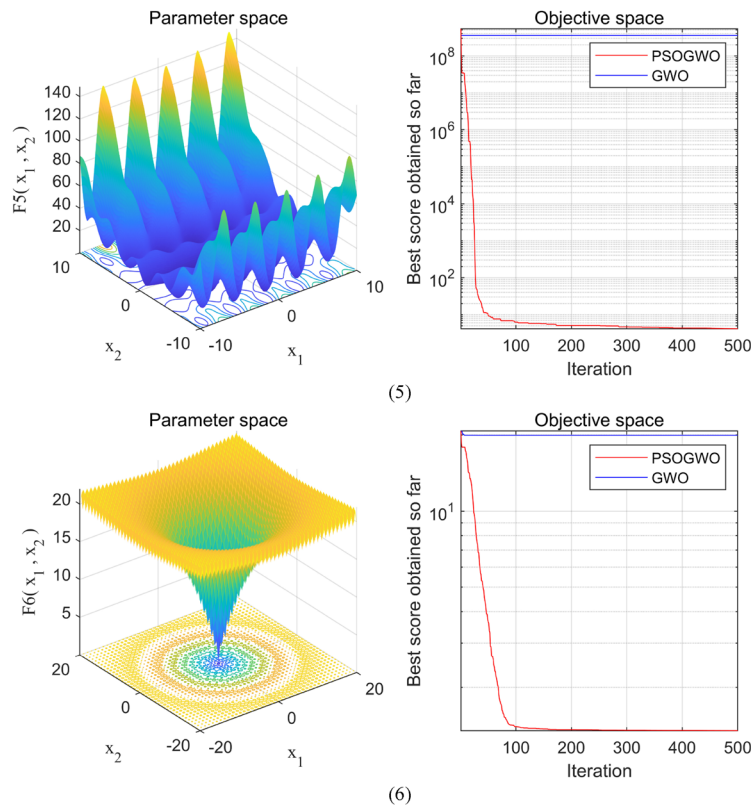 Parameter space
Objective space
F5( x1 , x2 )
140
120
100
80
60
40
20
10
0
-10
x2
-10
0
10
x1
Best score obtained so far
10^8
10^6
10^4
10^2
PSOGWO
GWO
100 200 300 400 500
Iteration
(5)
Parameter space
Objective space
F6( x1 , x2 )
20
15
10
5
20
0
-20
x2
-20
0
20
x1
Best score obtained so far
10^1
PSOGWO
GWO
100 200 300 400 500
Iteration
(6)